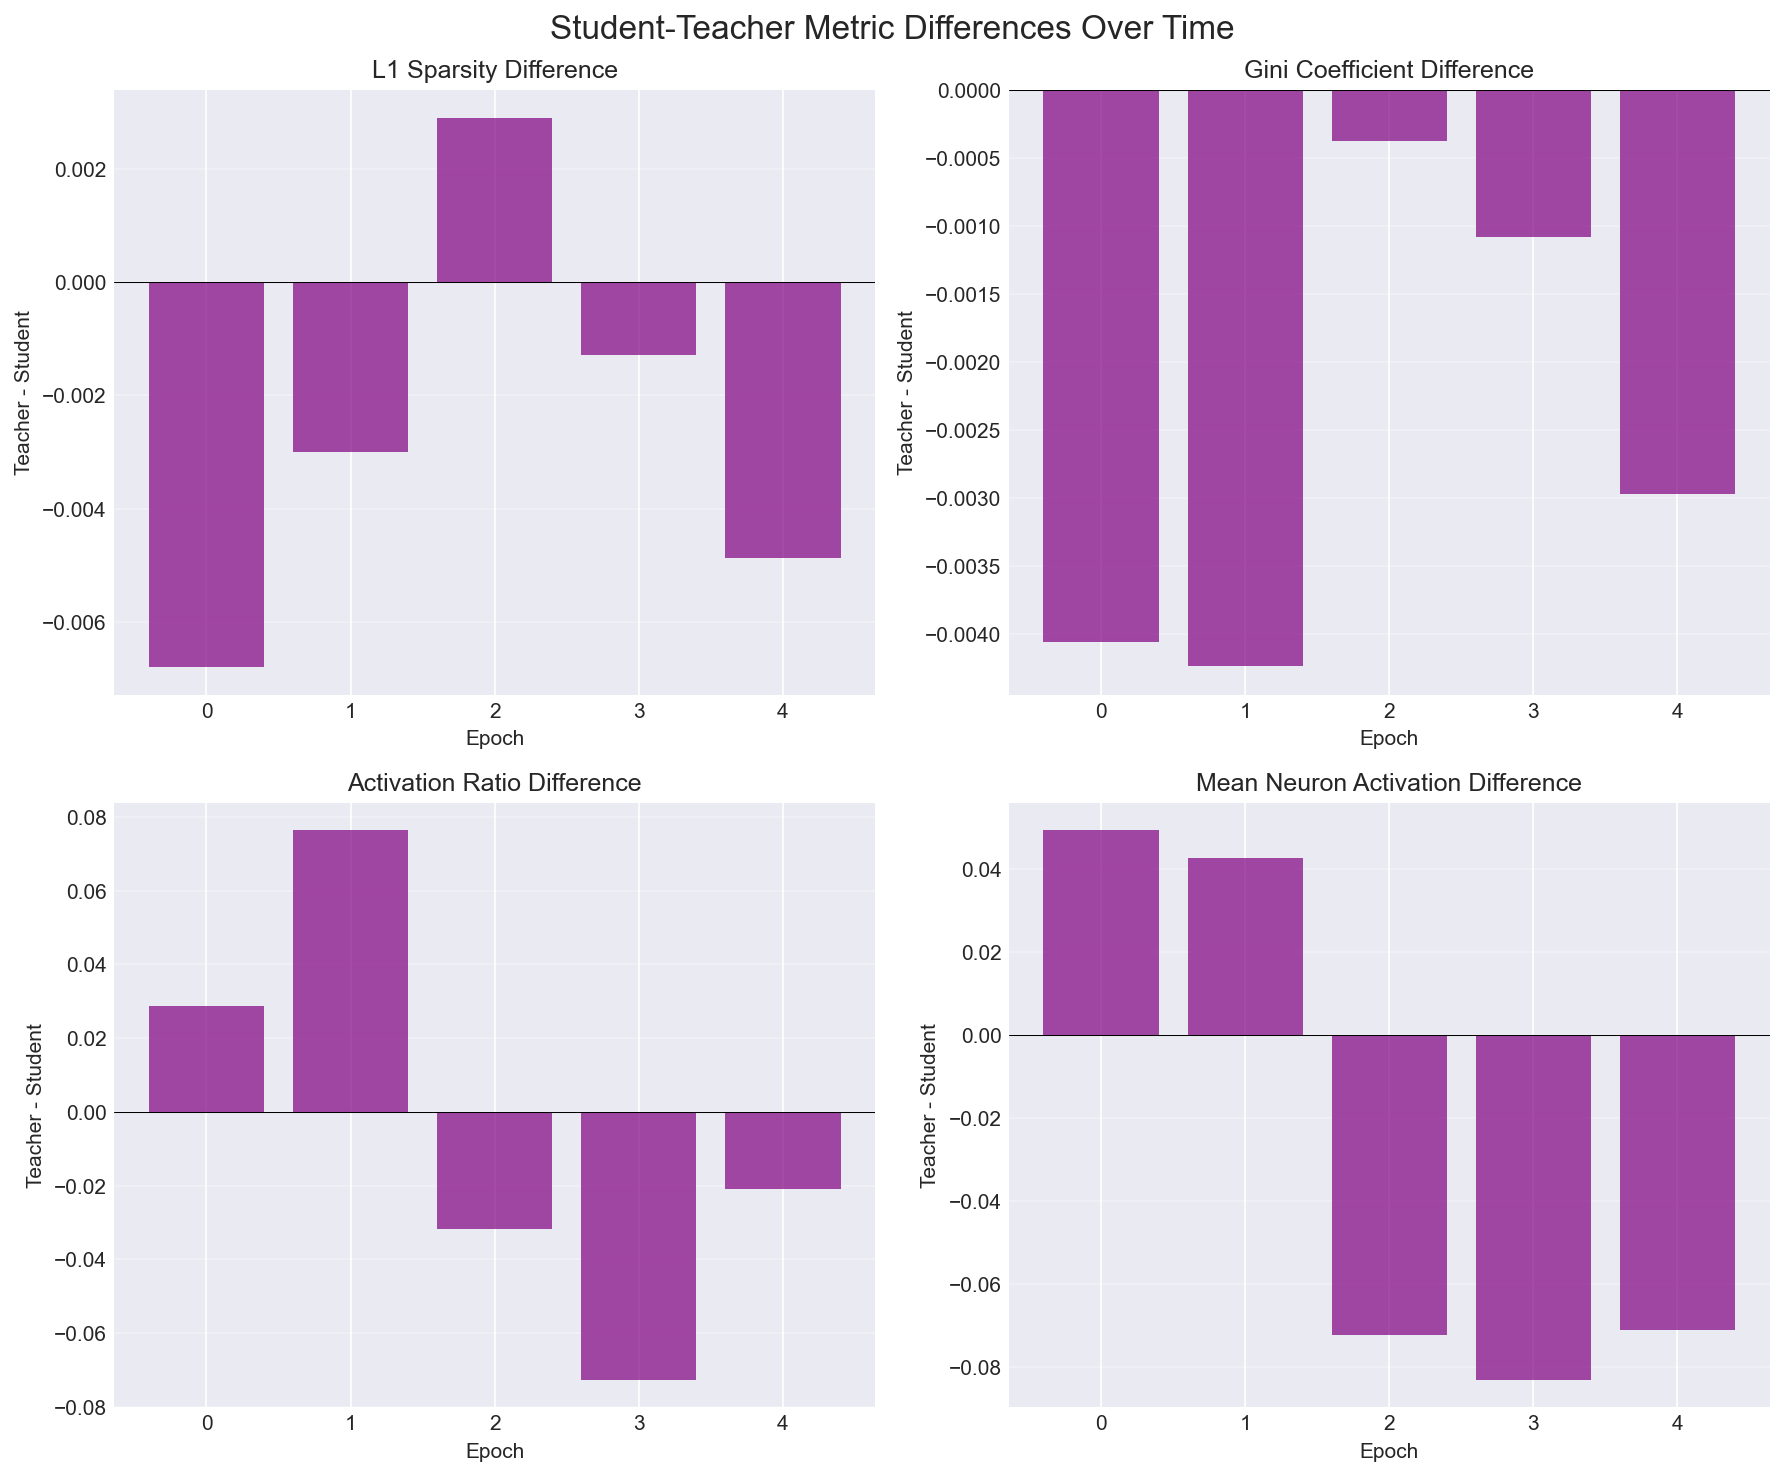 Student-Teacher Metric Differences Over Time
L1 Sparsity Difference
Teacher - Student
0.002
0.000
−0.002
−0.004
−0.006
0 1 2 3 4
Epoch
Gini Coefficient Difference
Teacher - Student
0.0000
−0.0005
−0.0010
−0.0015
−0.0020
−0.0025
−0.0030
−0.0035
−0.0040
0 1 2 3 4
Epoch
Activation Ratio Difference
Teacher - Student
0.08
0.06
0.04
0.02
0.00
−0.02
−0.04
−0.06
−0.08
0 1 2 3 4
Epoch
Mean Neuron Activation Difference
Teacher - Student
0.04
0.02
0.00
−0.02
−0.04
−0.06
−0.08
0 1 2 3 4
Epoch